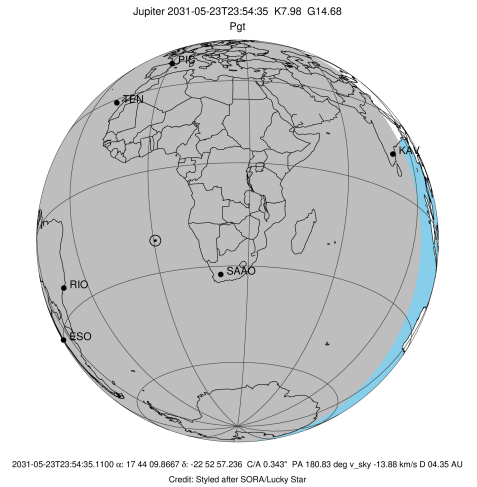 Jupiter 2031-05-23T23:54:35 K7.98 G14.68
Pgt
PIC
TEN
KAV
SAAO
RIO
ESO
2031-05-23T23:54:35.1100 α: 17 44 09.8667 δ: -22 52 57.236 C/A 0.343" PA 180.83 deg v_sky -13.88 km/s D 04.35 AU
Credit: Styled after SORA/Lucky Star